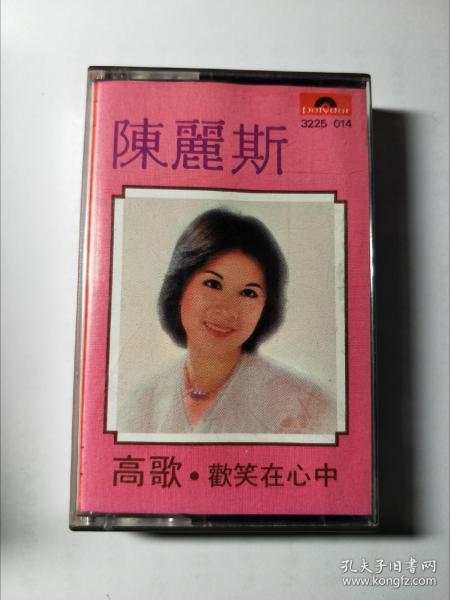 polydor
3225 014
陳麗斯
高歌•歡笑在心中
孔夫子旧书网
www.kongfz.com